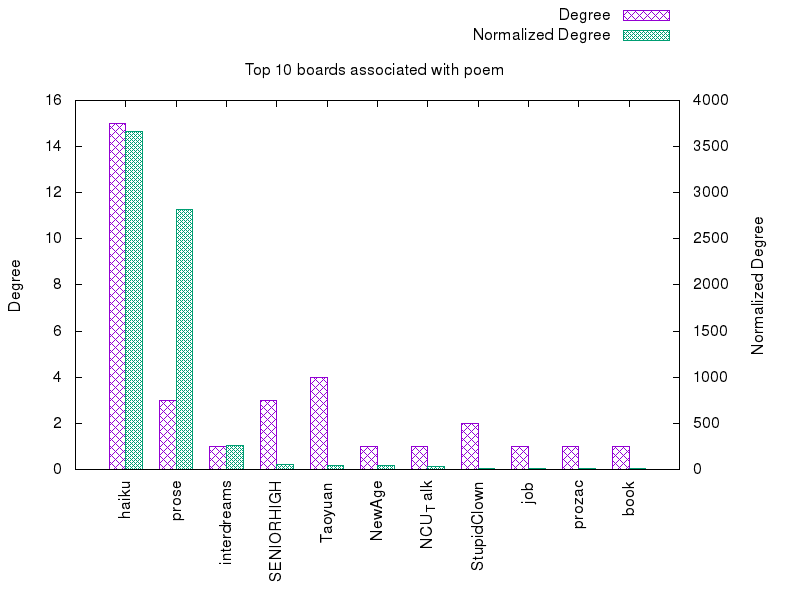 Degree
Normalized Degree
Top 10 boards associated with poem
16
14
12
10
8
6
4
2
0
4000
3500
3000
2500
2000
1500
1000
500
0
Degree
Normalized Degree
haiku
prose
interdreams
SENIORHIGH
Taoyuan
NewAge
NCU_T alk
StupidClown
job
prozac
book